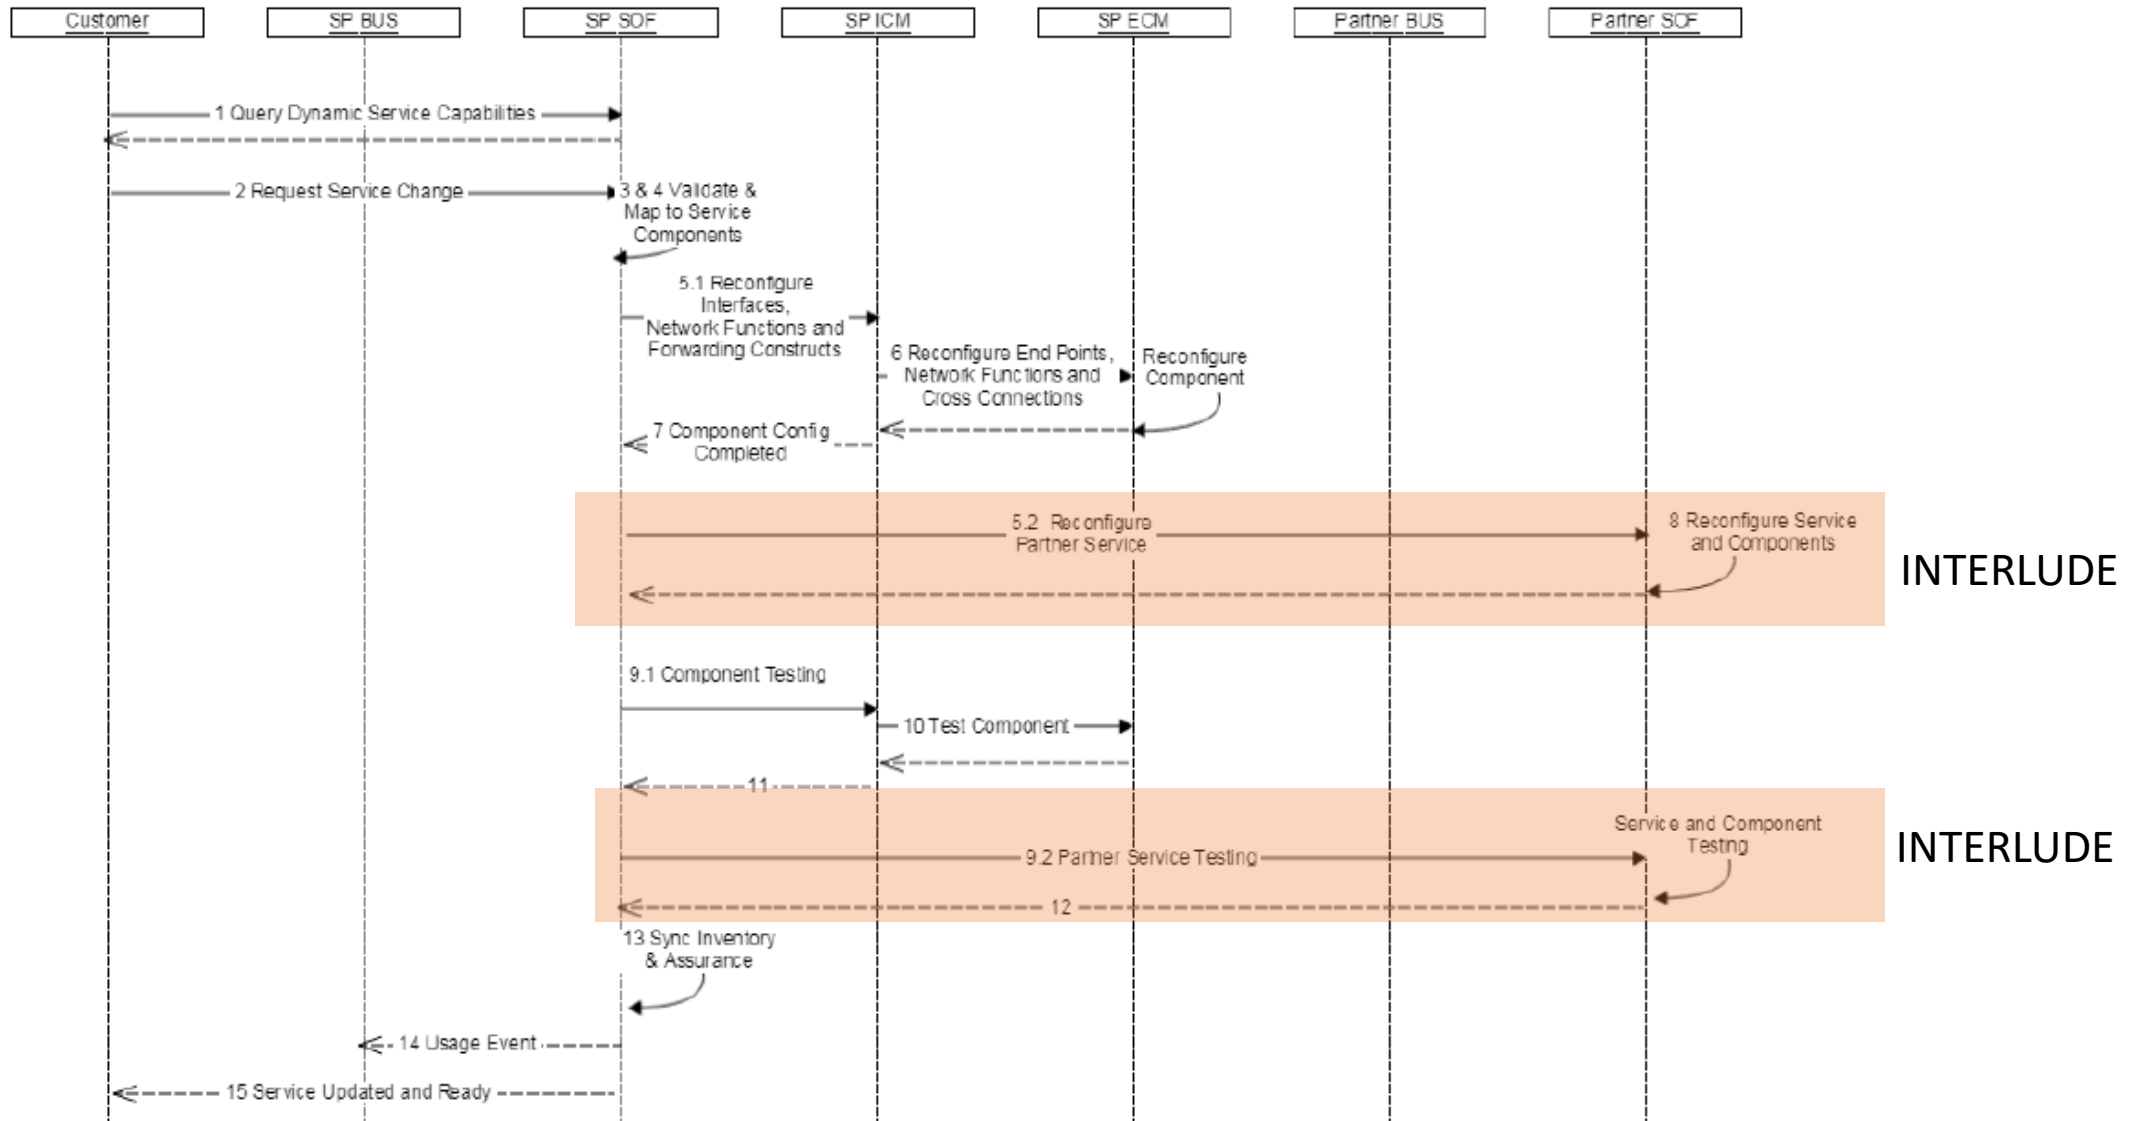 Customer
SP BUS
SP SOF
SP ICM
SP ECM
Partner BUS
Partner SOF
1 Query Dynamic Service Capabilities
2 Request Service Change
3 & 4 Validate &
Map to Service
Components
5.1 Reconfigure
Interfaces,
Network Functions and
Forwarding Constructs
6 Reconfigure End Points,
Network Functions and
Cross Connections
Reconfigure
Component
7 Component Config
Completed
5.2 Reconfigure
Partner Service
8 Reconfigure Service
and Components
INTERLUDE
9.1 Component Testing
10 Test Component
11
Service and Component
Testing
9.2 Partner Service Testing
INTERLUDE
12
13 Sync Inventory
& Assurance
14 Usage Event
15 Service Updated and Ready